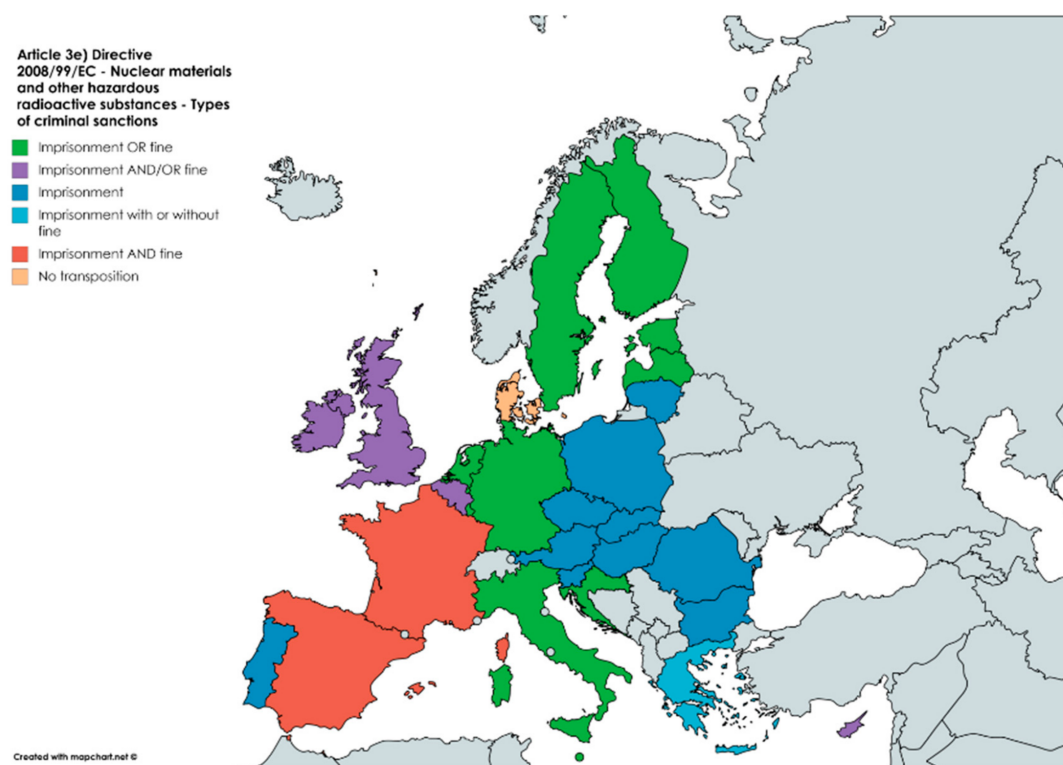 Article 3e) Directive
2008/99/EC - Nuclear materials
and other hazardous
radioactive substances - Types
of criminal sanctions
Imprisonment OR fine
Imprisonment AND/OR fine
Imprisonment
Imprisonment with or without
fine
Imprisonment AND fine
No transposition
Created with mapchart.net ©